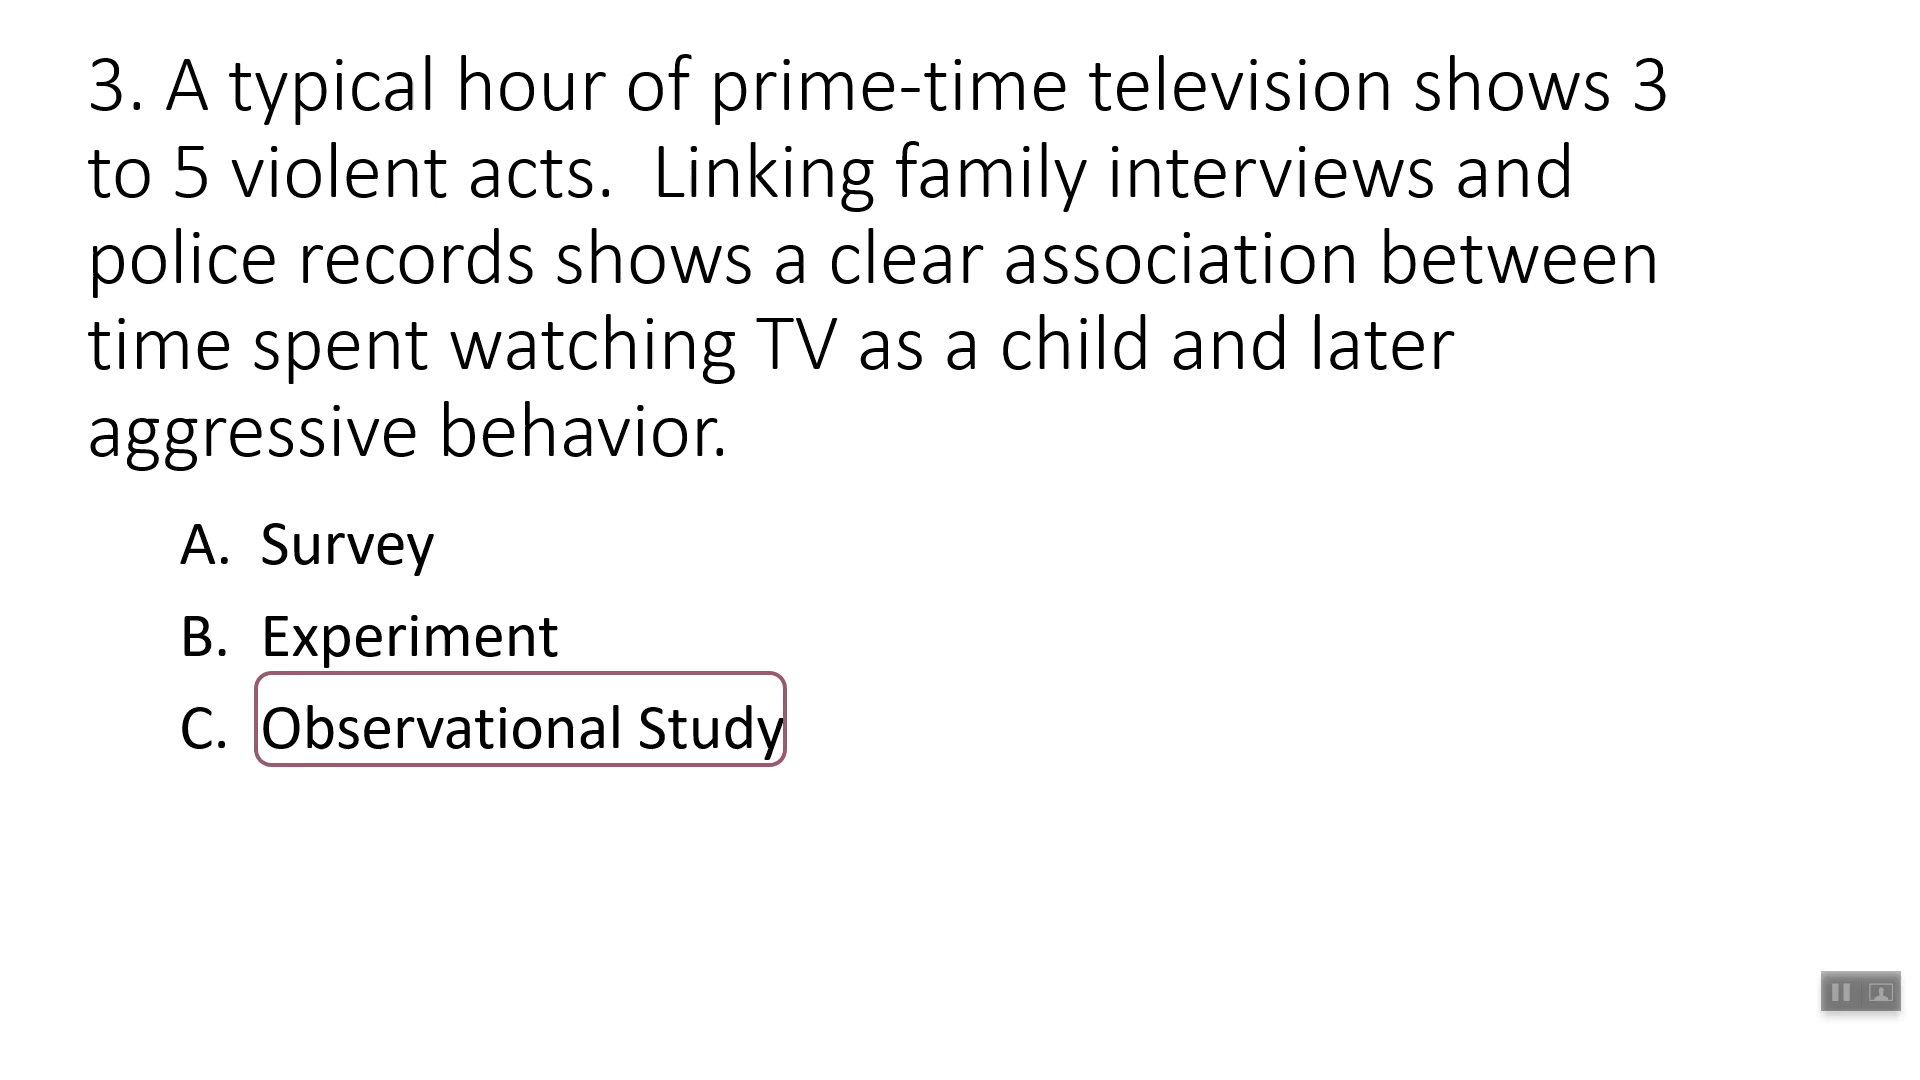 3. A typical hour of prime-time television shows 3
to 5 violent acts.  Linking family interviews and
police records shows a clear association between
time spent watching TV as a child and later
aggressive behavior.
A. Survey
B. Experiment
C. Observational Study